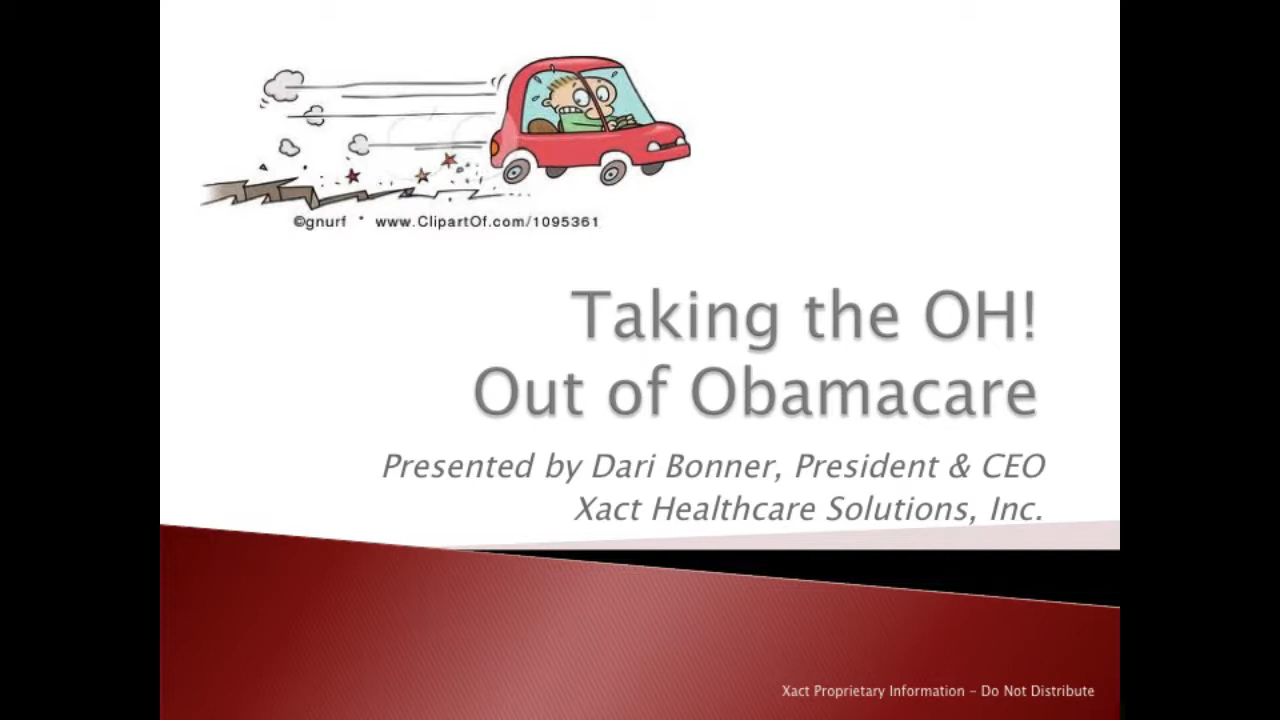 ©gnurf * www.ClipartOf.com/1095361
Taking the OH!
Out of Obamacare
Presented by Dari Bonner, President & CEO
Xact Healthcare Solutions, Inc.
Xact Proprietary Information – Do Not Distribute